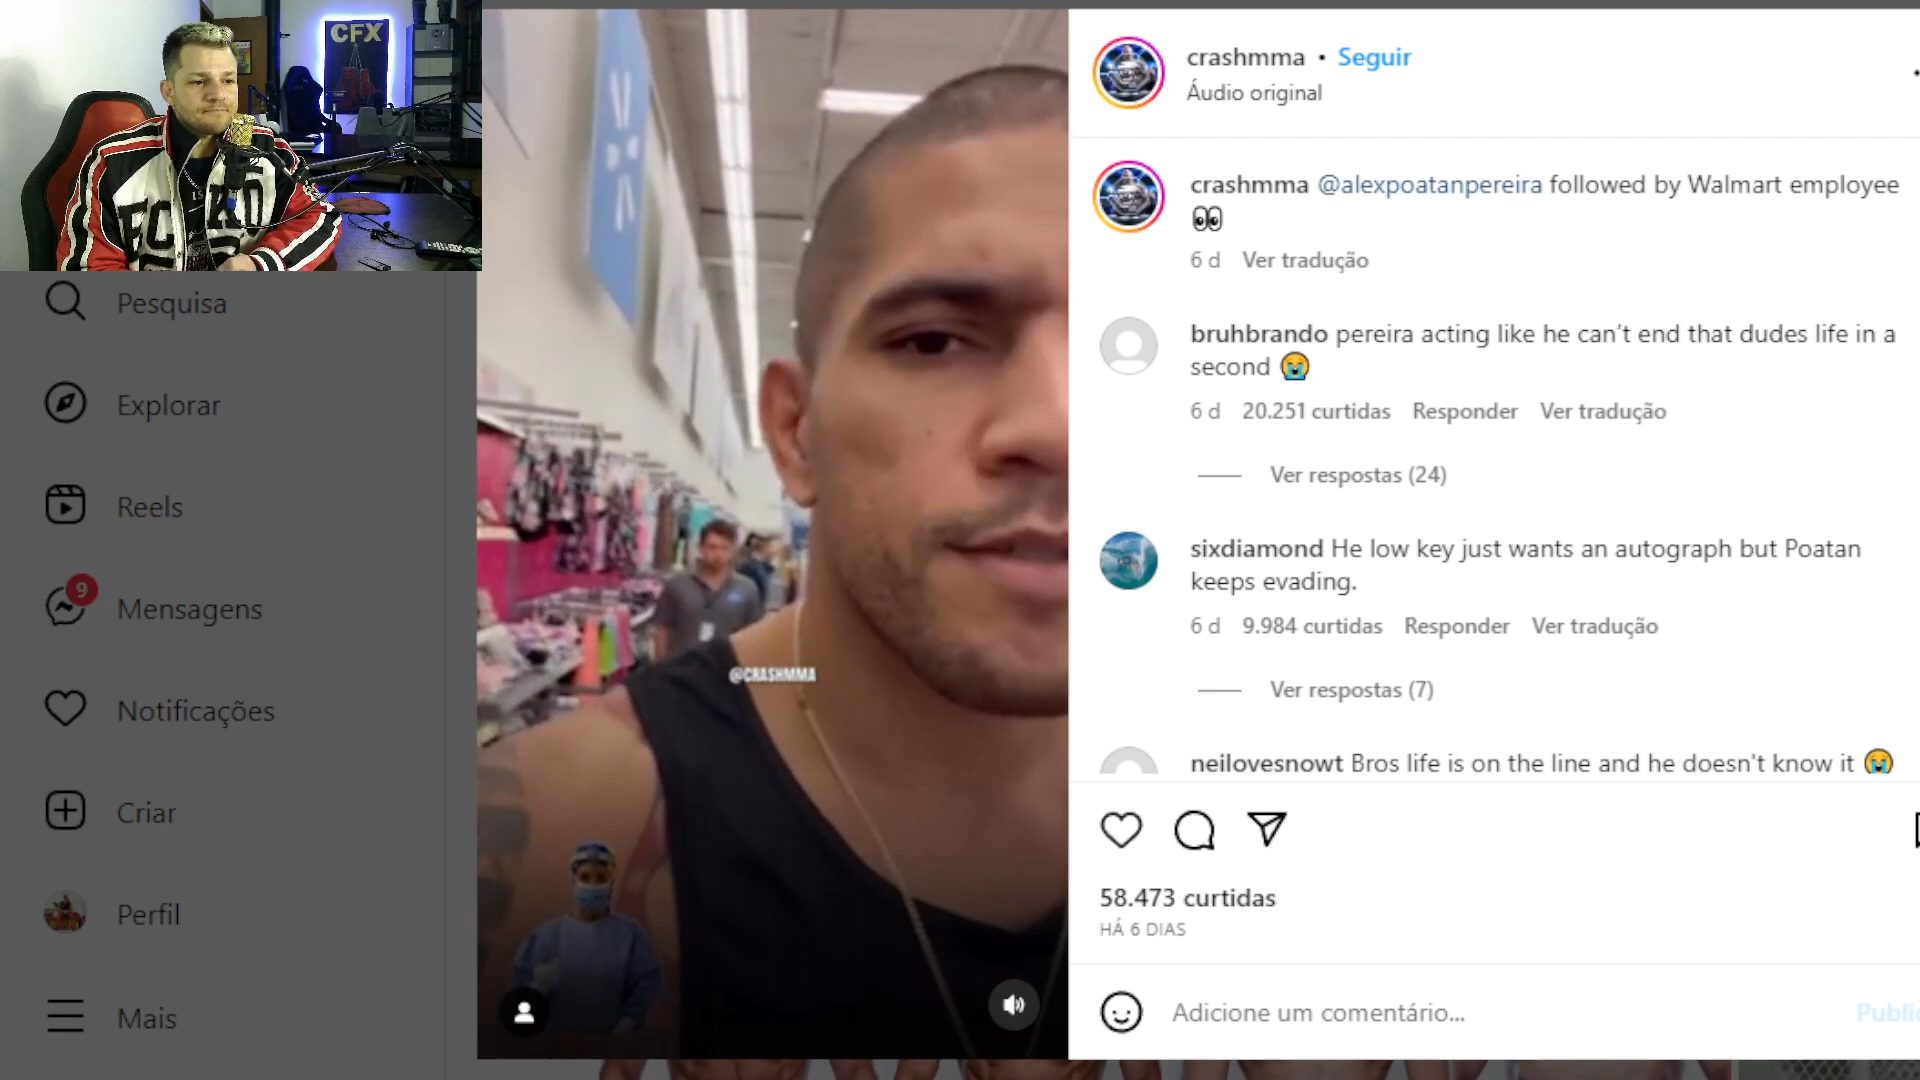 CFX
Pesquisa
Explorar
Reels
9
Mensagens
Notificações
Criar
Perfil
Mais
@CRASHMMA
crashmma • Seguir
Áudio original
crashmma @alexpoatanpereira followed by Walmart employee
👀
6 d Ver tradução
bruhbrando pereira acting like he can’t end that dudes life in a
second 😭
6 d 20.251 curtidas Responder Ver tradução
Ver respostas (24)
sixdiamond He low key just wants an autograph but Poatan
keeps evading.
6 d 9.984 curtidas Responder Ver tradução
Ver respostas (7)
neilovesnowt Bros life is on the line and he doesn't know it 😭
58.473 curtidas
HÁ 6 DIAS
Adicione um comentário...
Public